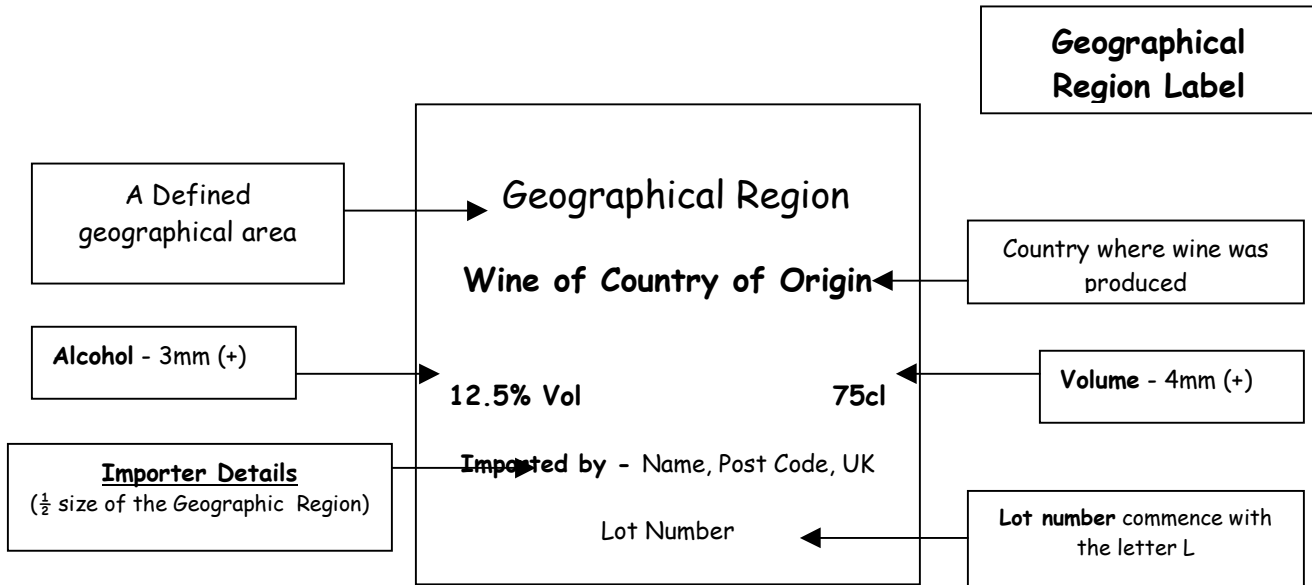 Geographical
Region Label
A Defined
geographical area
Geographical Region
Wine of Country of Origin
Country where wine was
produced
Alcohol - 3mm (+)
12.5% Vol
75cl
Volume - 4mm (+)
Importer Details
(½ size of the Geographic Region)
Imported by - Name, Post Code, UK
Lot Number
Lot number commence with
the letter L